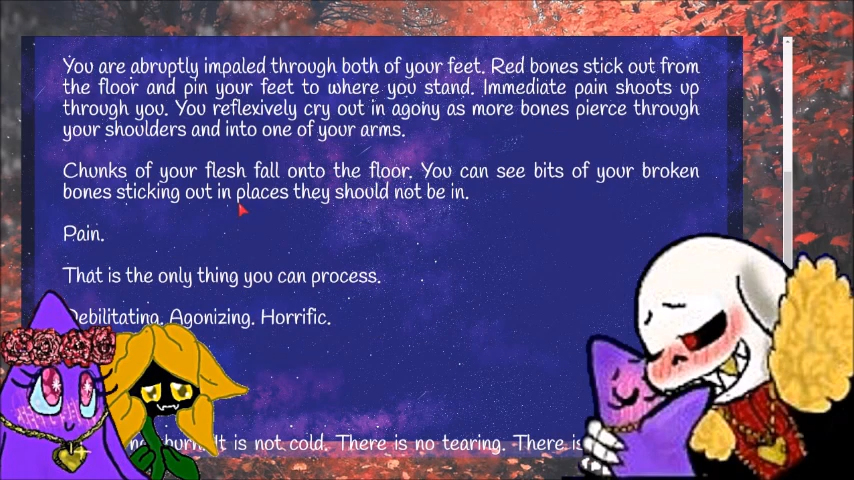 You are abruptly impaled through both of your feet. Red bones stick out from
the floor and pin your feet to where you stand. Immediate pain shoots up
through you. You reflexively cry out in agony as more bones pierce through
your shoulders and into one of your arms.
Chunks of your flesh fall onto the floor. You can see bits of your broken
bones sticking out in places they should not be in.
Pain.
That is the only thing you can process.
Debilitating. Agonizing. Horrific.
burn. It is not cold. There is no tearing. There is